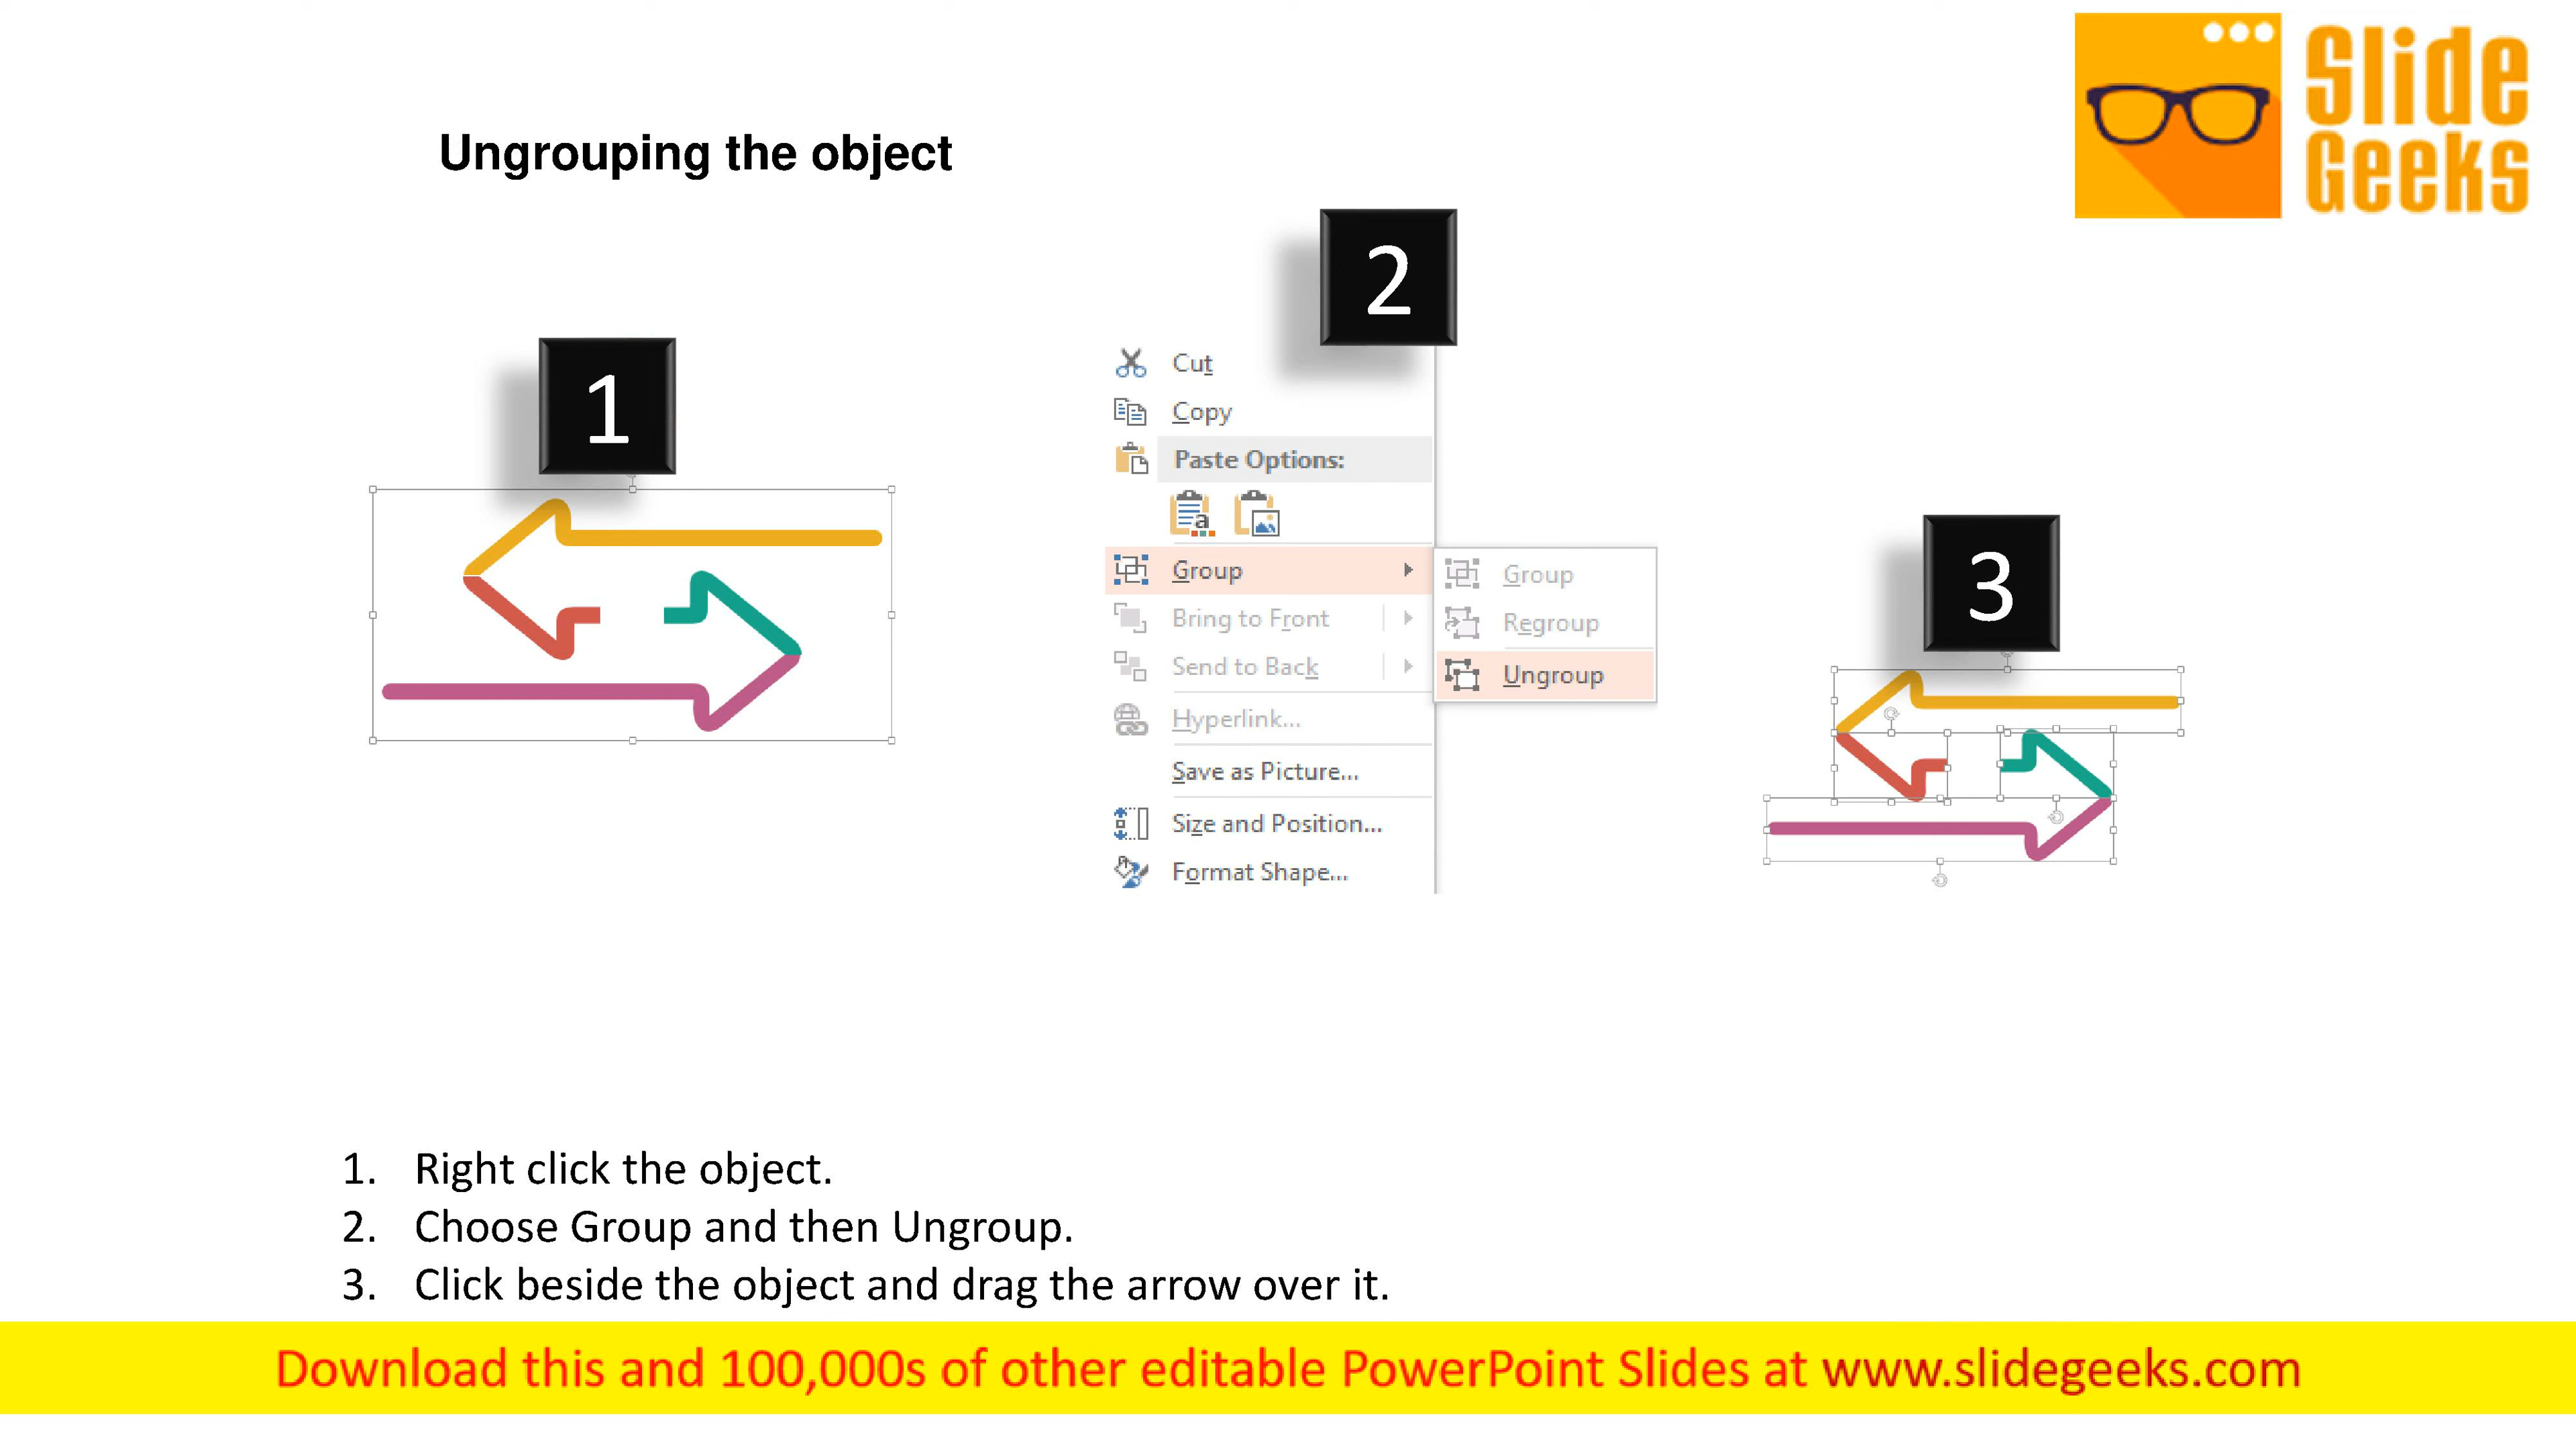 Slide
Geeks
Ungrouping the object
1
2
3
Cut
Copy
Paste Options:
Group
Bring to Front
Send to Back
Hyperlink...
Save as Picture...
Size and Position...
Format Shape...
Group
Regroup
Ungroup
1. Right click the object.
2. Choose Group and then Ungroup.
3. Click beside the object and drag the arrow over it.
Download this and 100,000s of other editable PowerPoint Slides at www.slidegeeks.com